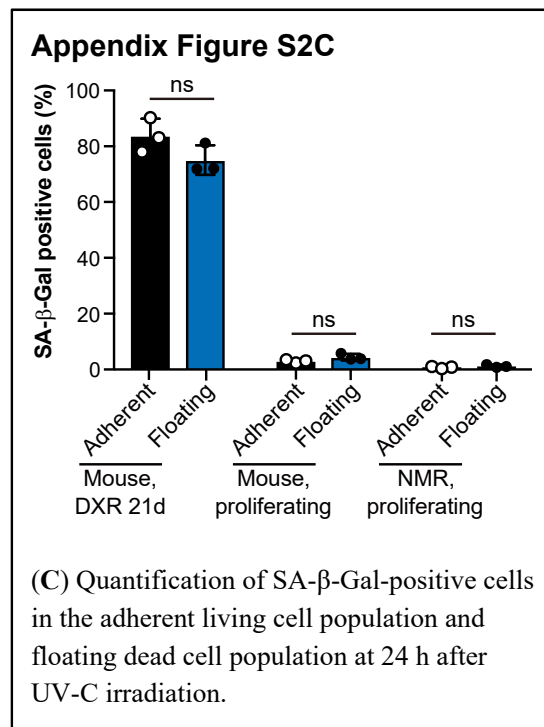 Appendix Figure S2C
SA-β-Gal positive cells (%)
100
80
60
40
20
0
ns
ns
ns
Adherent
Floating
Adherent
Floating
Adherent
Floating
Mouse,
DXR 21d
Mouse,
proliferating
NMR,
proliferating
(C) Quantification of SA-β-Gal-positive cells
in the adherent living cell population and
floating dead cell population at 24 h after
UV-C irradiation.